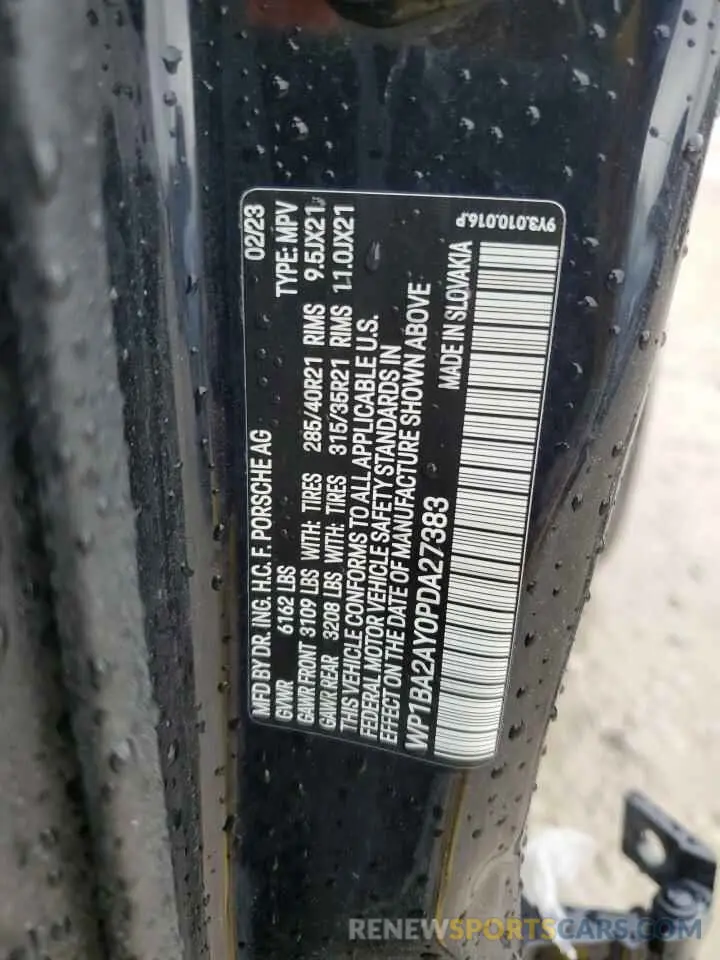 MFD BY DR. ING. H.C. F. PORSCHE AG 02/23
GVWR 6162 LBS TYPE: MPV
GAWR FRONT 3109 LBS WITH: TIRES 285/40R21 RIMS 9.5JX21
GAWR REAR 3208 LBS WITH: TIRES 315/35R21 RIMS 11.0JX21
THIS VEHICLE CONFORMS TO ALL APPLICABLE U.S.
FEDERAL MOTOR VEHICLE SAFETY STANDARDS IN
EFFECT ON THE DATE OF MANUFACTURE SHOWN ABOVE
WP1BA2AY0PDA27383 MADE IN SLOVAKIA
9Y3.010.016.P
RENEWSPORTSCARS.COM